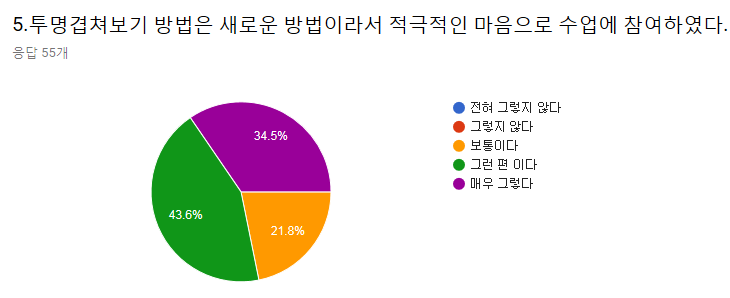 5.투명겹쳐보기 방법은 새로운 방법이라서 적극적인 마음으로 수업에 참여하였다.
응답 55개
34.5%
43.6%
21.8%
전혀 그렇지 않다
그렇지 않다
보통이다
그런 편 이다
매우 그렇다